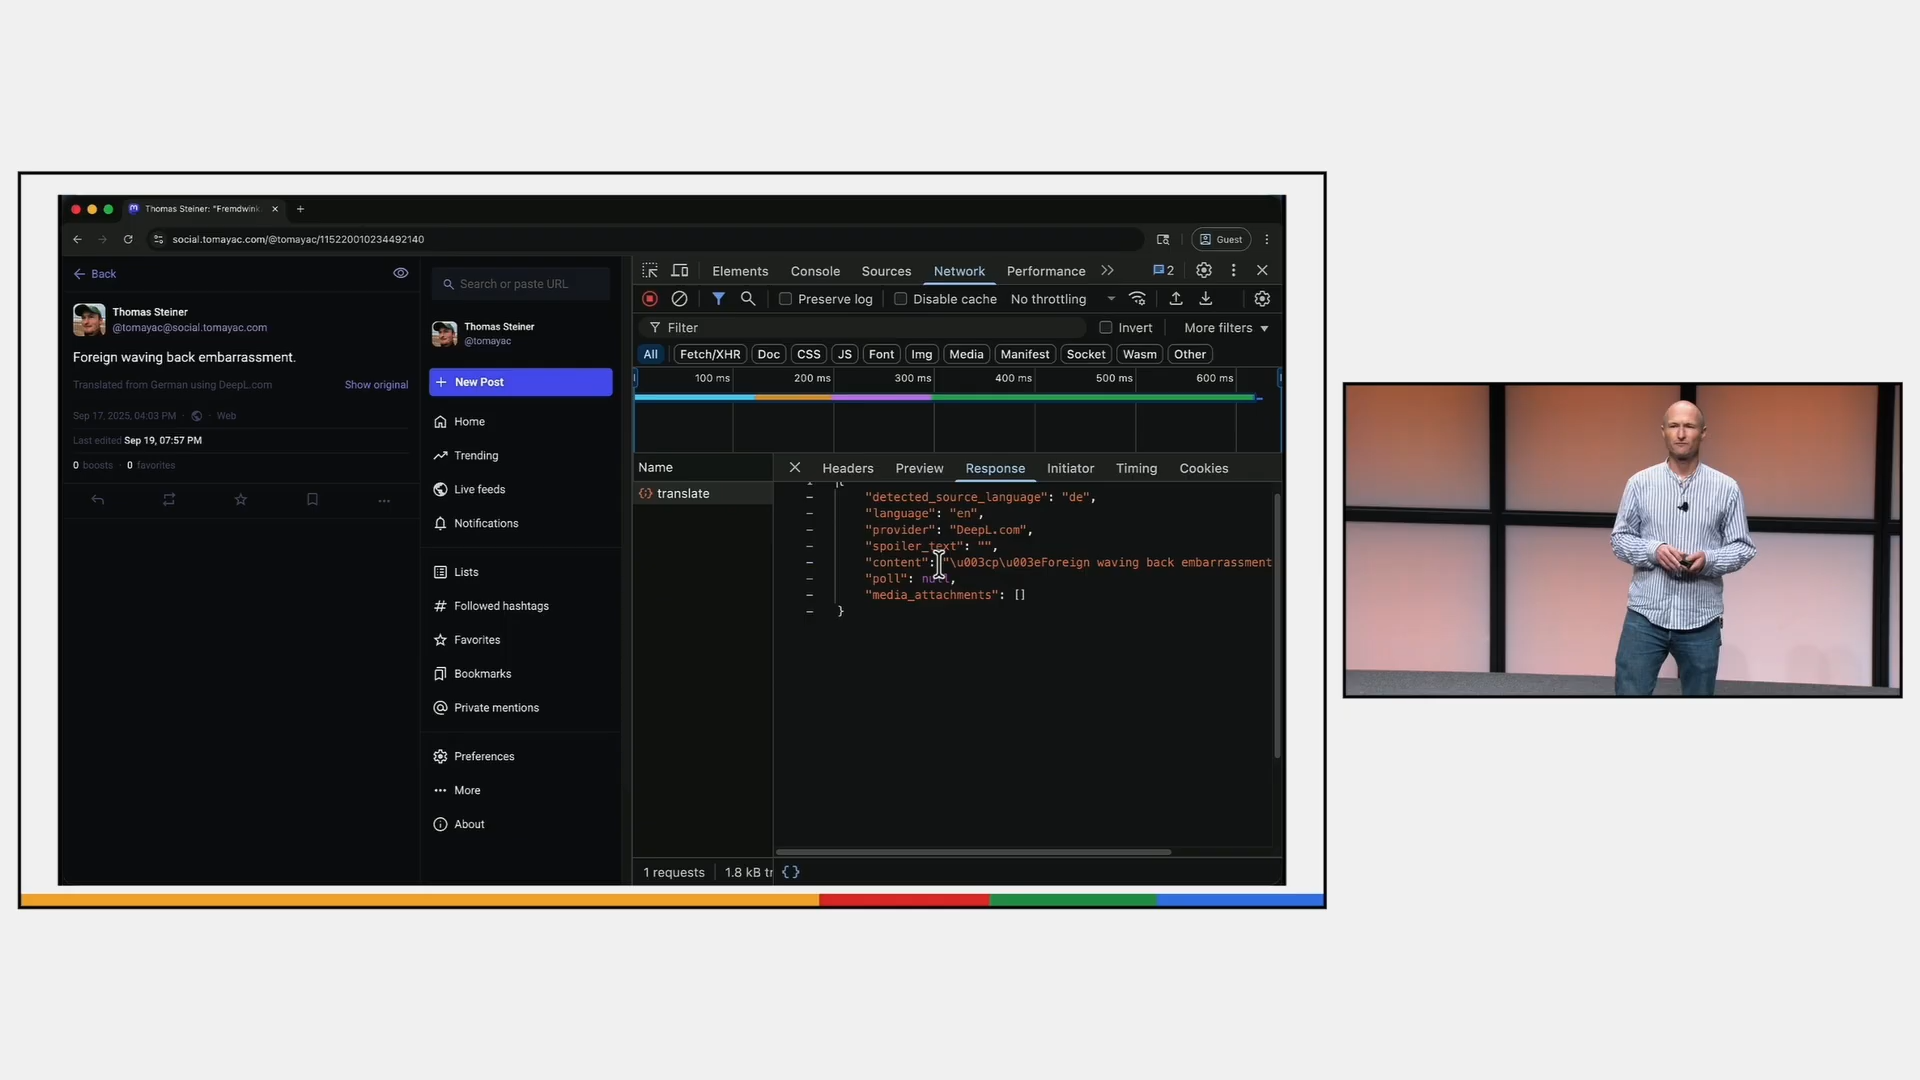 Thomas Steiner: "Fremdwink
social.tomayac.com/@tomayac/115220010234492140
Guest
Back
Thomas Steiner
@tomayac@social.tomayac.com
Foreign waving back embarrassment.
Translated from German using DeepL.com
Show original
Sep 17, 2025, 04:03 PM · Web
Last edited Sep 19, 07:57 PM
0 boosts · 0 favorites
Search or paste URL
Thomas Steiner
@tomayac
New Post
Home
Trending
Live feeds
Notifications
Lists
Followed hashtags
Favorites
Bookmarks
Private mentions
Preferences
More
About
Elements Console Sources Network Performance 2
Preserve log Disable cache No throttling
Filter Invert More filters
All Fetch/XHR Doc CSS JS Font Img Media Manifest Socket Wasm Other
100 ms 200 ms 300 ms 400 ms 500 ms 600 ms
Name
translate
Headers Preview Response Initiator Timing Cookies
"detected_source_language": "de",
"language": "en",
"provider": "DeepL.com",
"spoiler_text": "",
"content": "\u003cp\u003eForeign waving back embarrassment
"poll": null,
"media_attachments": []
}
1 requests 1.8 kB tr {}